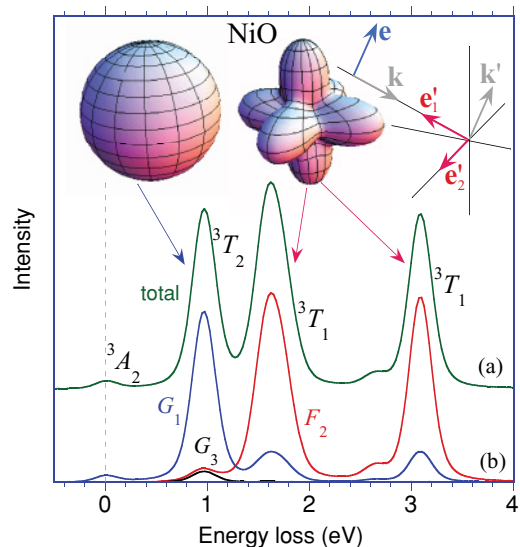 NiO
e
k
k'
e'₁
e'₂
Intensity
total
³A₂
³T₂
³T₁
³T₁
(a)
G₁
G₃
F₂
(b)
0 1 2 3 4
Energy loss (eV)